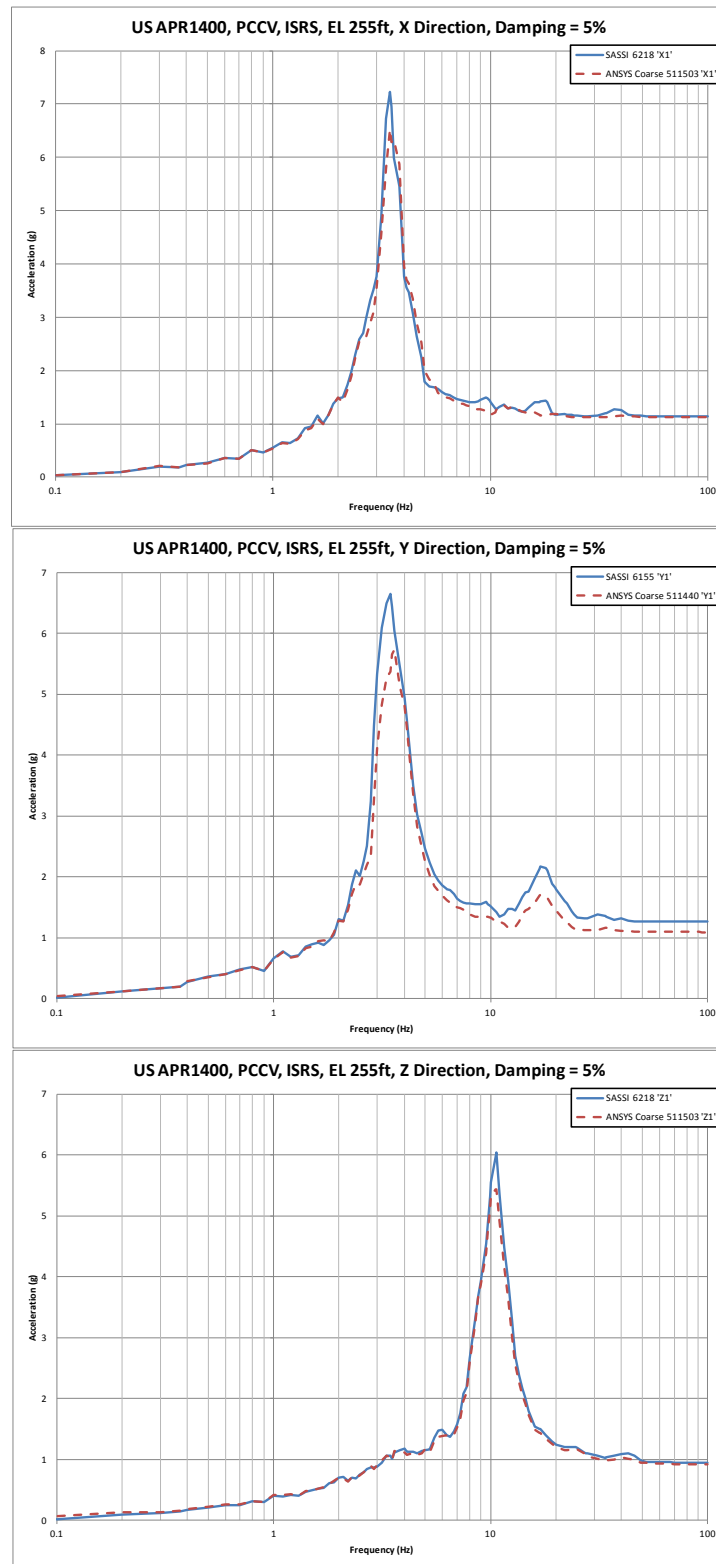 US APR1400, PCCV, ISRS, EL 255ft, X Direction, Damping = 5%
SASSI 6218 'X1'
ANSYS Coarse 511503 'X1'
Acceleration (g)
8
7
6
5
4
3
2
1
0
0.1 1 10 100
Frequency (Hz)
US APR1400, PCCV, ISRS, EL 255ft, Y Direction, Damping = 5%
SASSI 6155 'Y1'
ANSYS Coarse 511440 'Y1'
Acceleration (g)
7
6
5
4
3
2
1
0
0.1 1 10 100
Frequency (Hz)
US APR1400, PCCV, ISRS, EL 255ft, Z Direction, Damping = 5%
SASSI 6218 'Z1'
ANSYS Coarse 511503 'Z1'
Acceleration (g)
7
6
5
4
3
2
1
0
0.1 1 10 100
Frequency (Hz)